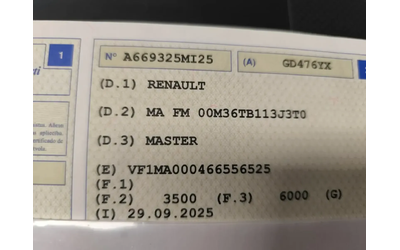 1
Nº A669325MI25
(A) GD476YX
(D.1) RENAULT
(D.2) MA FM 00M36TB113J3T0
(D.3) MASTER
(E) VF1MA000466556525
(F.1)
(F.2) 3500 (F.3) 6000 (G)
(I) 29.09.2025